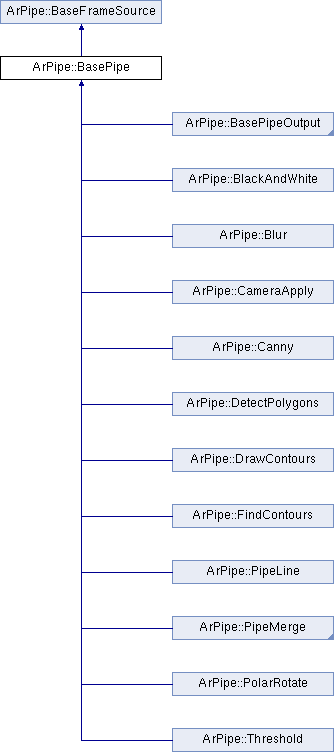 ArPipe::BaseFrameSource
ArPipe::BasePipe
ArPipe::BasePipeOutput
ArPipe::BlackAndWhite
ArPipe::Blur
ArPipe::CameraApply
ArPipe::Canny
ArPipe::DetectPolygons
ArPipe::DrawContours
ArPipe::FindContours
ArPipe::PipeLine
ArPipe::PipeMerge
ArPipe::PolarRotate
ArPipe::Threshold